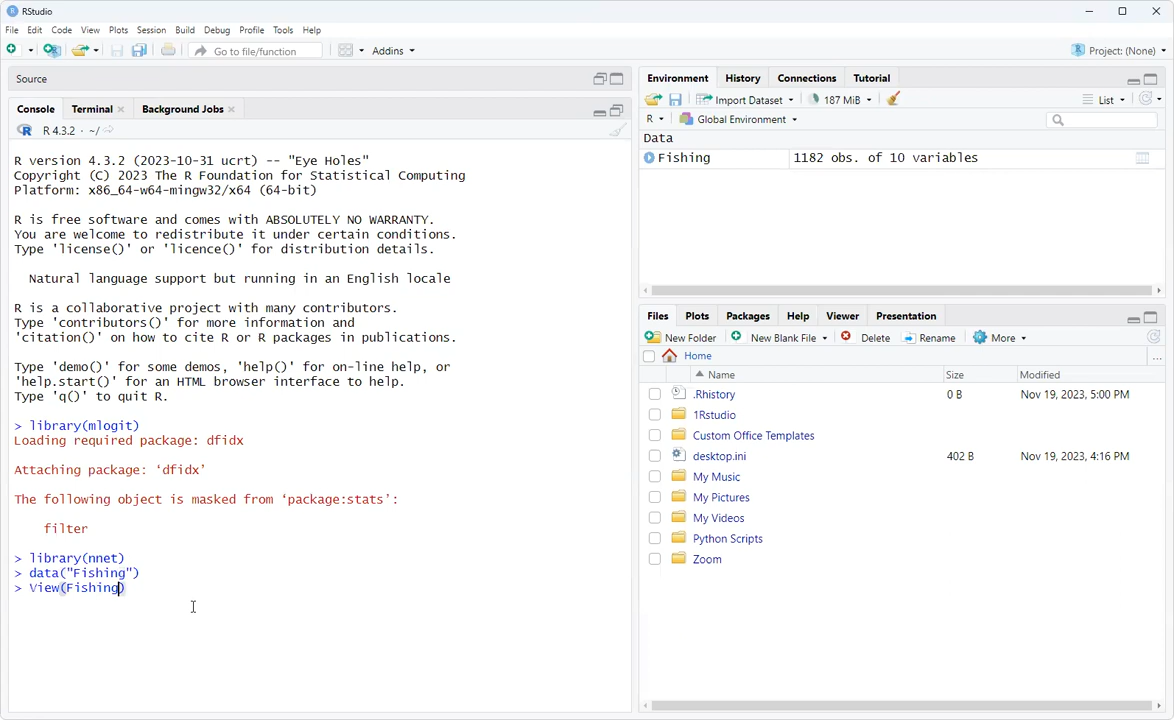 RStudio
File Edit Code View Plots Session Build Debug Profile Tools Help
Go to file/function Addins Project: (None)
Source
Console Terminal Background Jobs
R 4.3.2 · ~/
R version 4.3.2 (2023-10-31 ucrt) -- "Eye Holes"
Copyright (C) 2023 The R Foundation for Statistical Computing
Platform: x86_64-w64-mingw32/x64 (64-bit)
R is free software and comes with ABSOLUTELY NO WARRANTY.
You are welcome to redistribute it under certain conditions.
Type 'license()' or 'licence()' for distribution details.
Natural language support but running in an English locale
R is a collaborative project with many contributors.
Type 'contributors()' for more information and
'citation()' on how to cite R or R packages in publications.
Type 'demo()' for some demos, 'help()' for on-line help, or
'help.start()' for an HTML browser interface to help.
Type 'q()' to quit R.
> library(mlogit)
Loading required package: dfidx
Attaching package: ‘dfidx’
The following object is masked from ‘package:stats’:
filter
> library(nnet)
> data("Fishing")
> View(Fishing)
Environment History Connections Tutorial
Import Dataset 187 MiB List
R Global Environment
Data
Fishing 1182 obs. of 10 variables
Files Plots Packages Help Viewer Presentation
New Folder New Blank File Delete Rename More
Home ...
Name Size Modified
.Rhistory 0 B Nov 19, 2023, 5:00 PM
1Rstudio
Custom Office Templates
desktop.ini 402 B Nov 19, 2023, 4:16 PM
My Music
My Pictures
My Videos
Python Scripts
Zoom